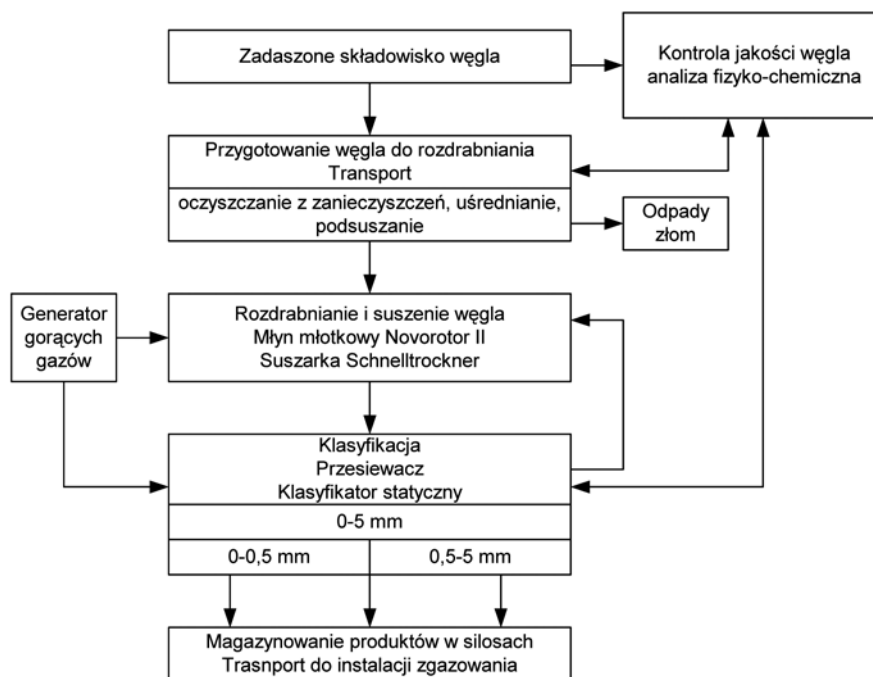 Zadaszone składowisko węgla
Kontrola jakości węgla
analiza fizyko-chemiczna
Przygotowanie węgla do rozdrabniania
Transport
oczyszczanie z zanieczyszczeń, uśrednianie,
podsuszanie
Odpady
złom
Generator
gorących
gazów
Rozdrabnianie i suszenie węgla
Młyn młotkowy Novorotor II
Suszarka Schnelltrockner
Klasyfikacja
Przesiewacz
Klasyfikator statyczny
0-5 mm
0-0,5 mm
0,5-5 mm
Magazynowanie produktów w silosach
Trasnport do instalacji zgazowania